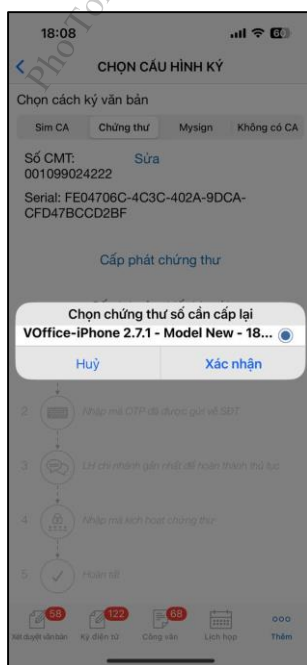 18:08
60
CHỌN CẤU HÌNH KÝ
Chọn cách ký văn bản
Sim CA Chứng thư Mysign Không có CA
Số CMT: Sửa
001099024222
Serial: FE04706C-4C3C-402A-9DCA-
CFD47BCCD2BF
Cấp phát chứng thư
Chọn chứng thư số cần cấp lại
VOffice-iPhone 2.7.1 - Model New - 18...
Huỷ Xác nhận
2 Nhập mã OTP đã được gửi về SĐT
3 LH chi nhánh gần nhất để hoàn thành thủ tục
4 Nhập mã kích hoạt chứng thư
5 Hoàn tất
58 122 68
Xét duyệt văn bản Ký điện tử Công văn Lịch họp Thêm